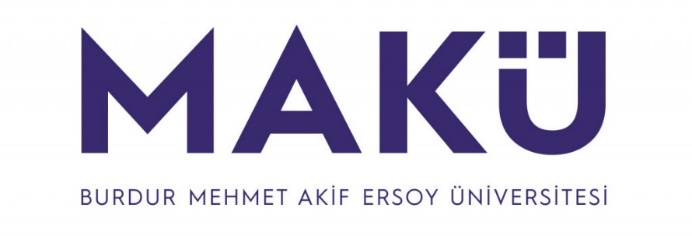 MAKÜ
BURDUR MEHMET AKİF ERSOY ÜNİVERSİTESİ